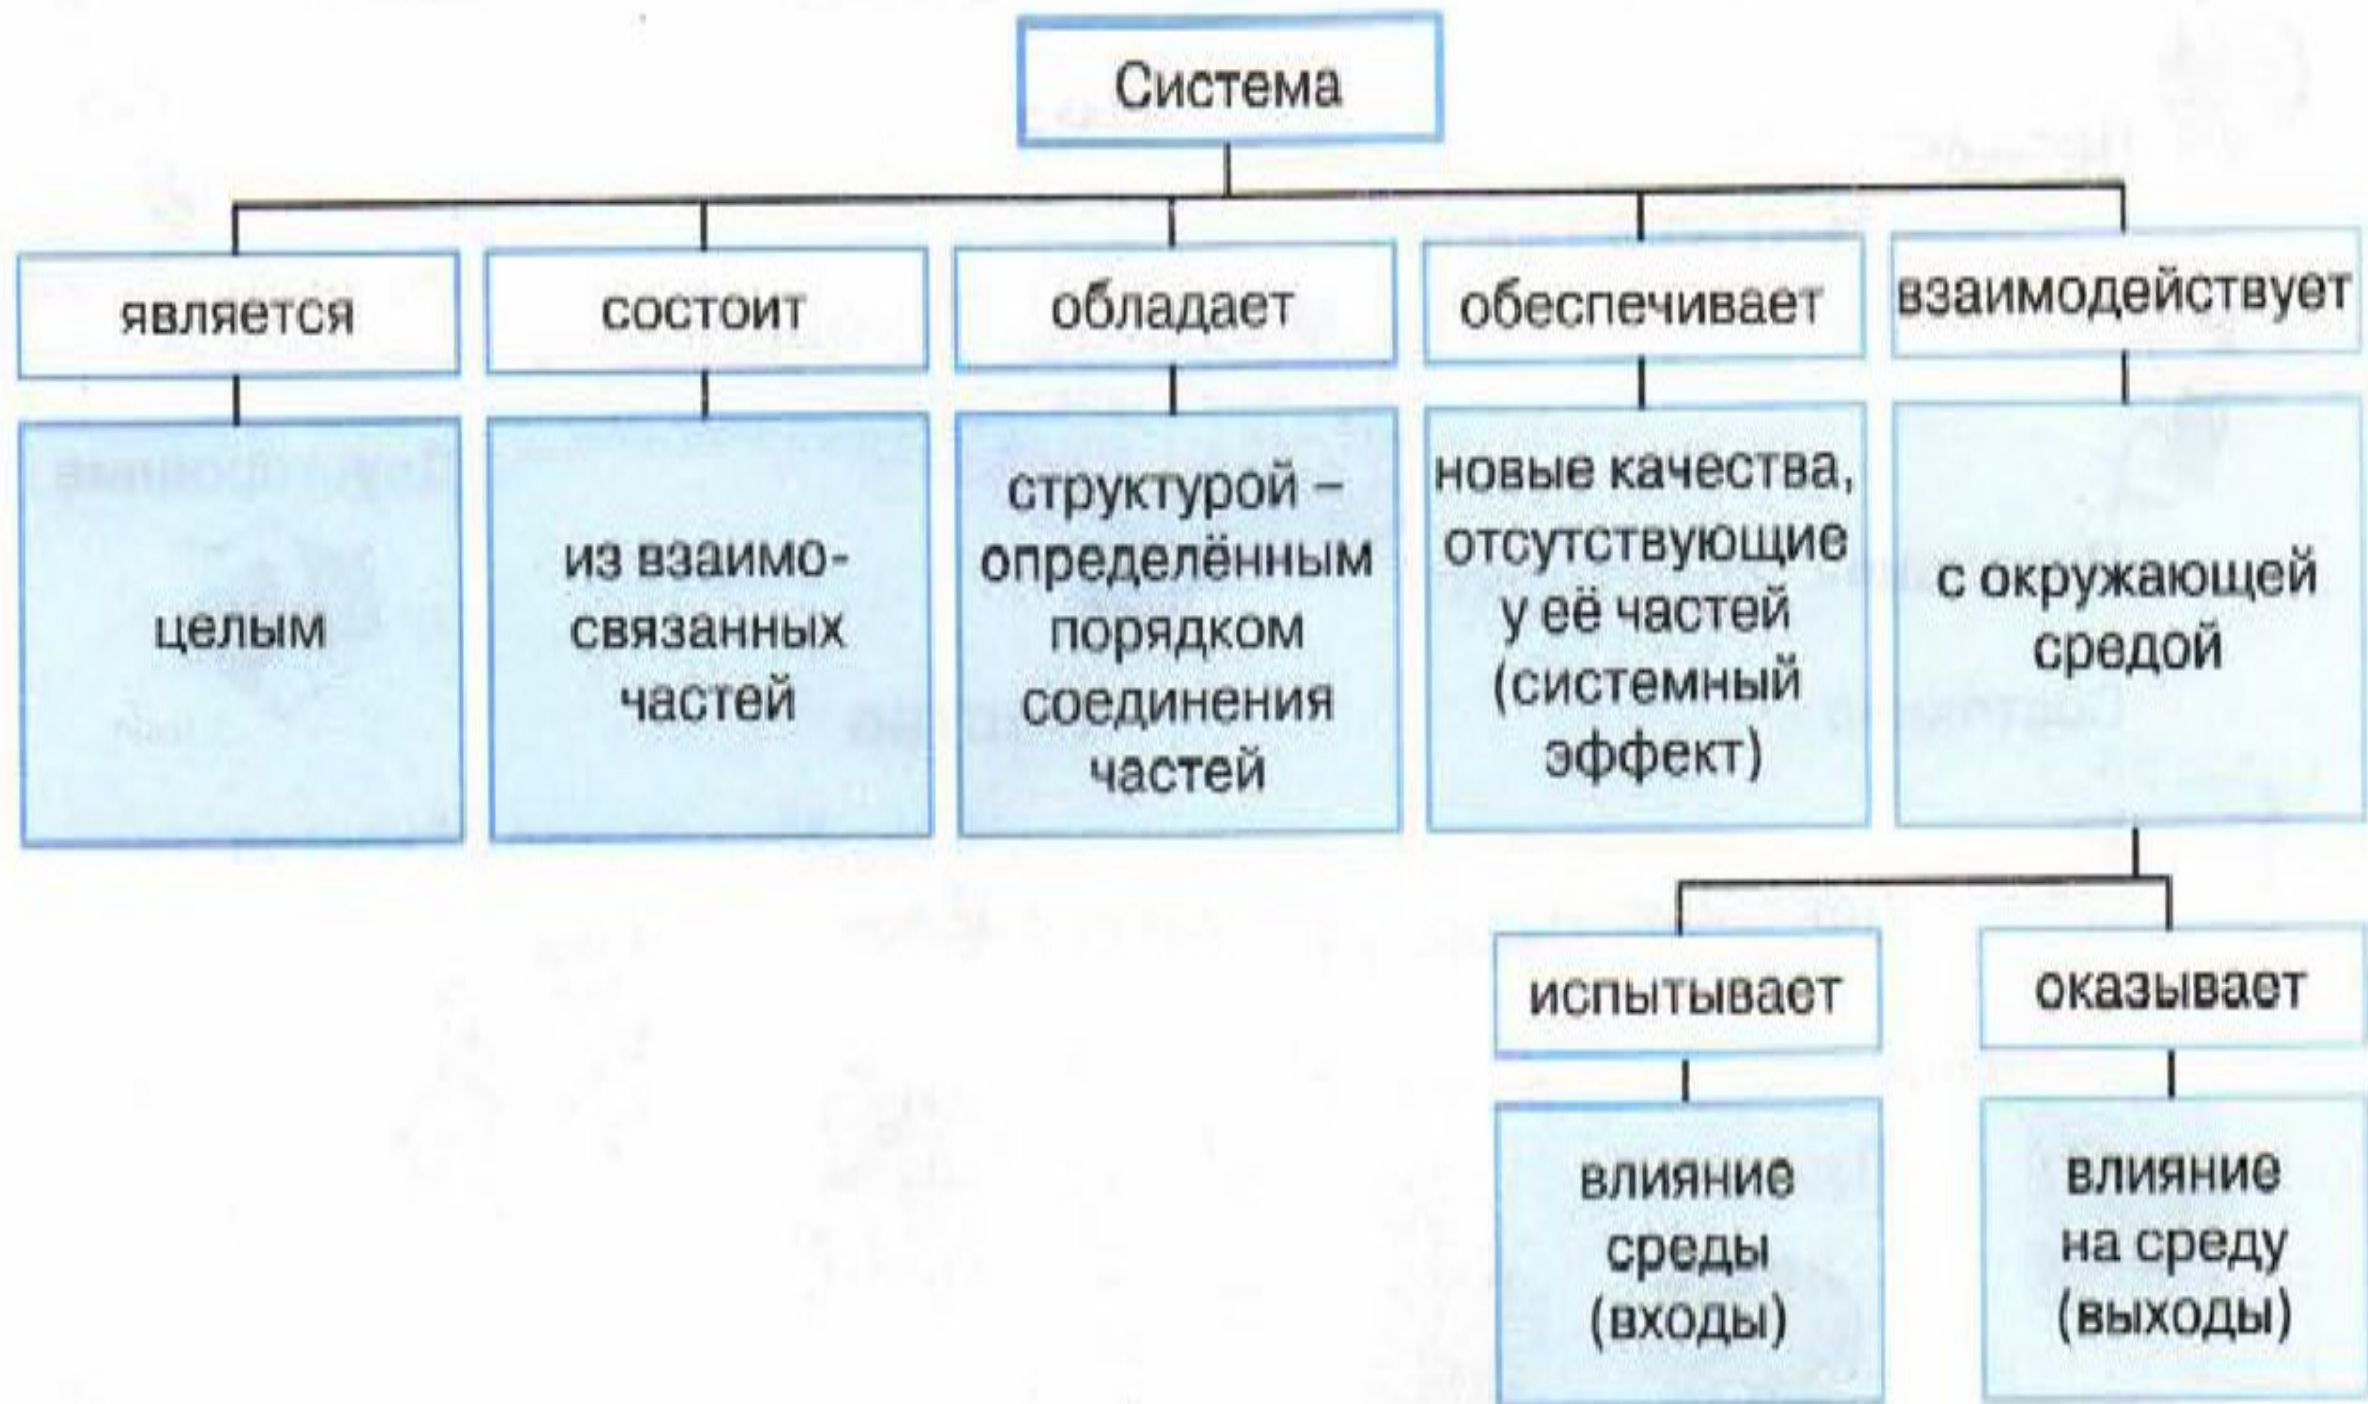 Система
является
состоит
обладает
обеспечивает
взаимодействует
целым
из взаимо-
связанных
частей
структурой –
определённым
порядком
соединения
частей
новые качества,
отсутствующие
у её частей
(системный
эффект)
с окружающей
средой
испытывает
оказывает
влияние
среды
(входы)
влияние
на среду
(выходы)